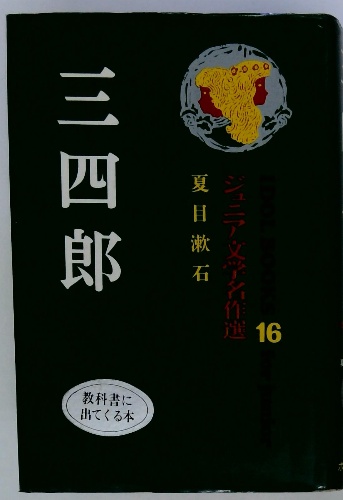 三四郎
夏目漱石
ジュニア文学名作選
16
教科書に
出てくる本